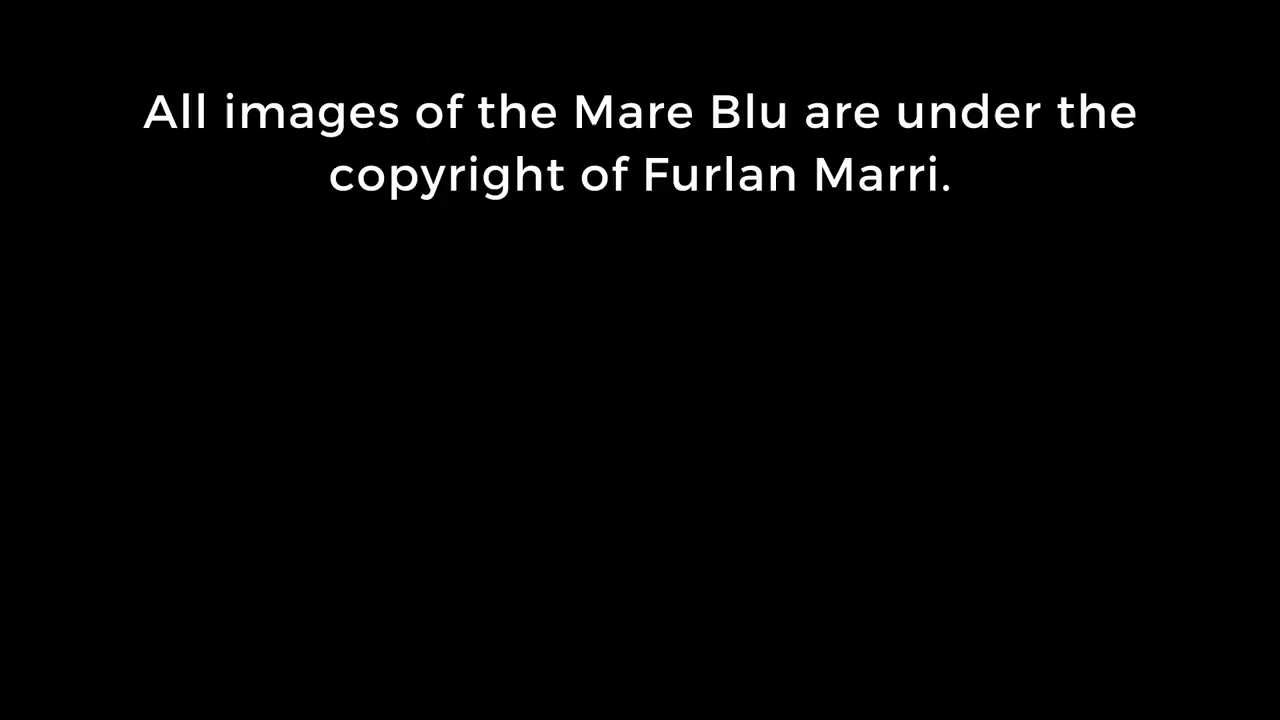 All images of the Mare Blu are under the
copyright of Furlan Marri.